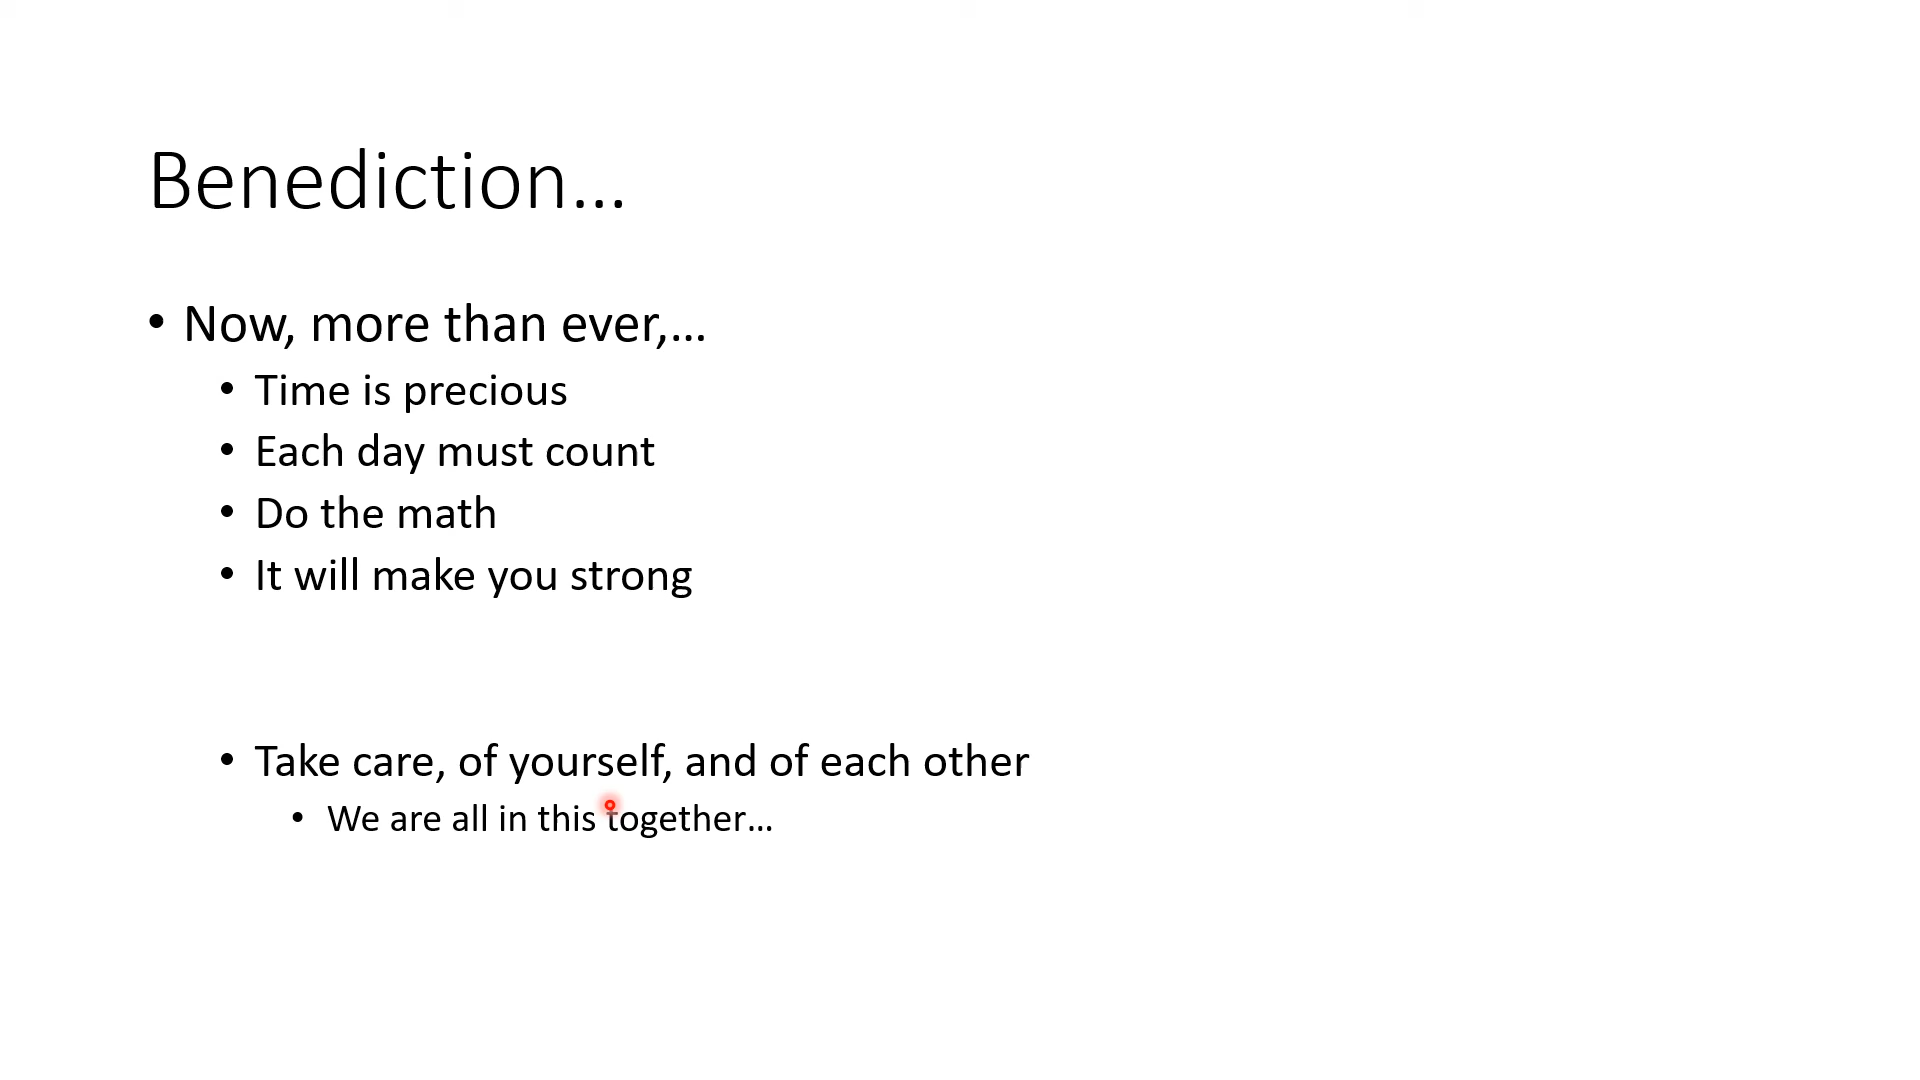 Benediction…
• Now, more than ever,…
• Time is precious
• Each day must count
• Do the math
• It will make you strong
• Take care, of yourself, and of each other
• We are all in this together…